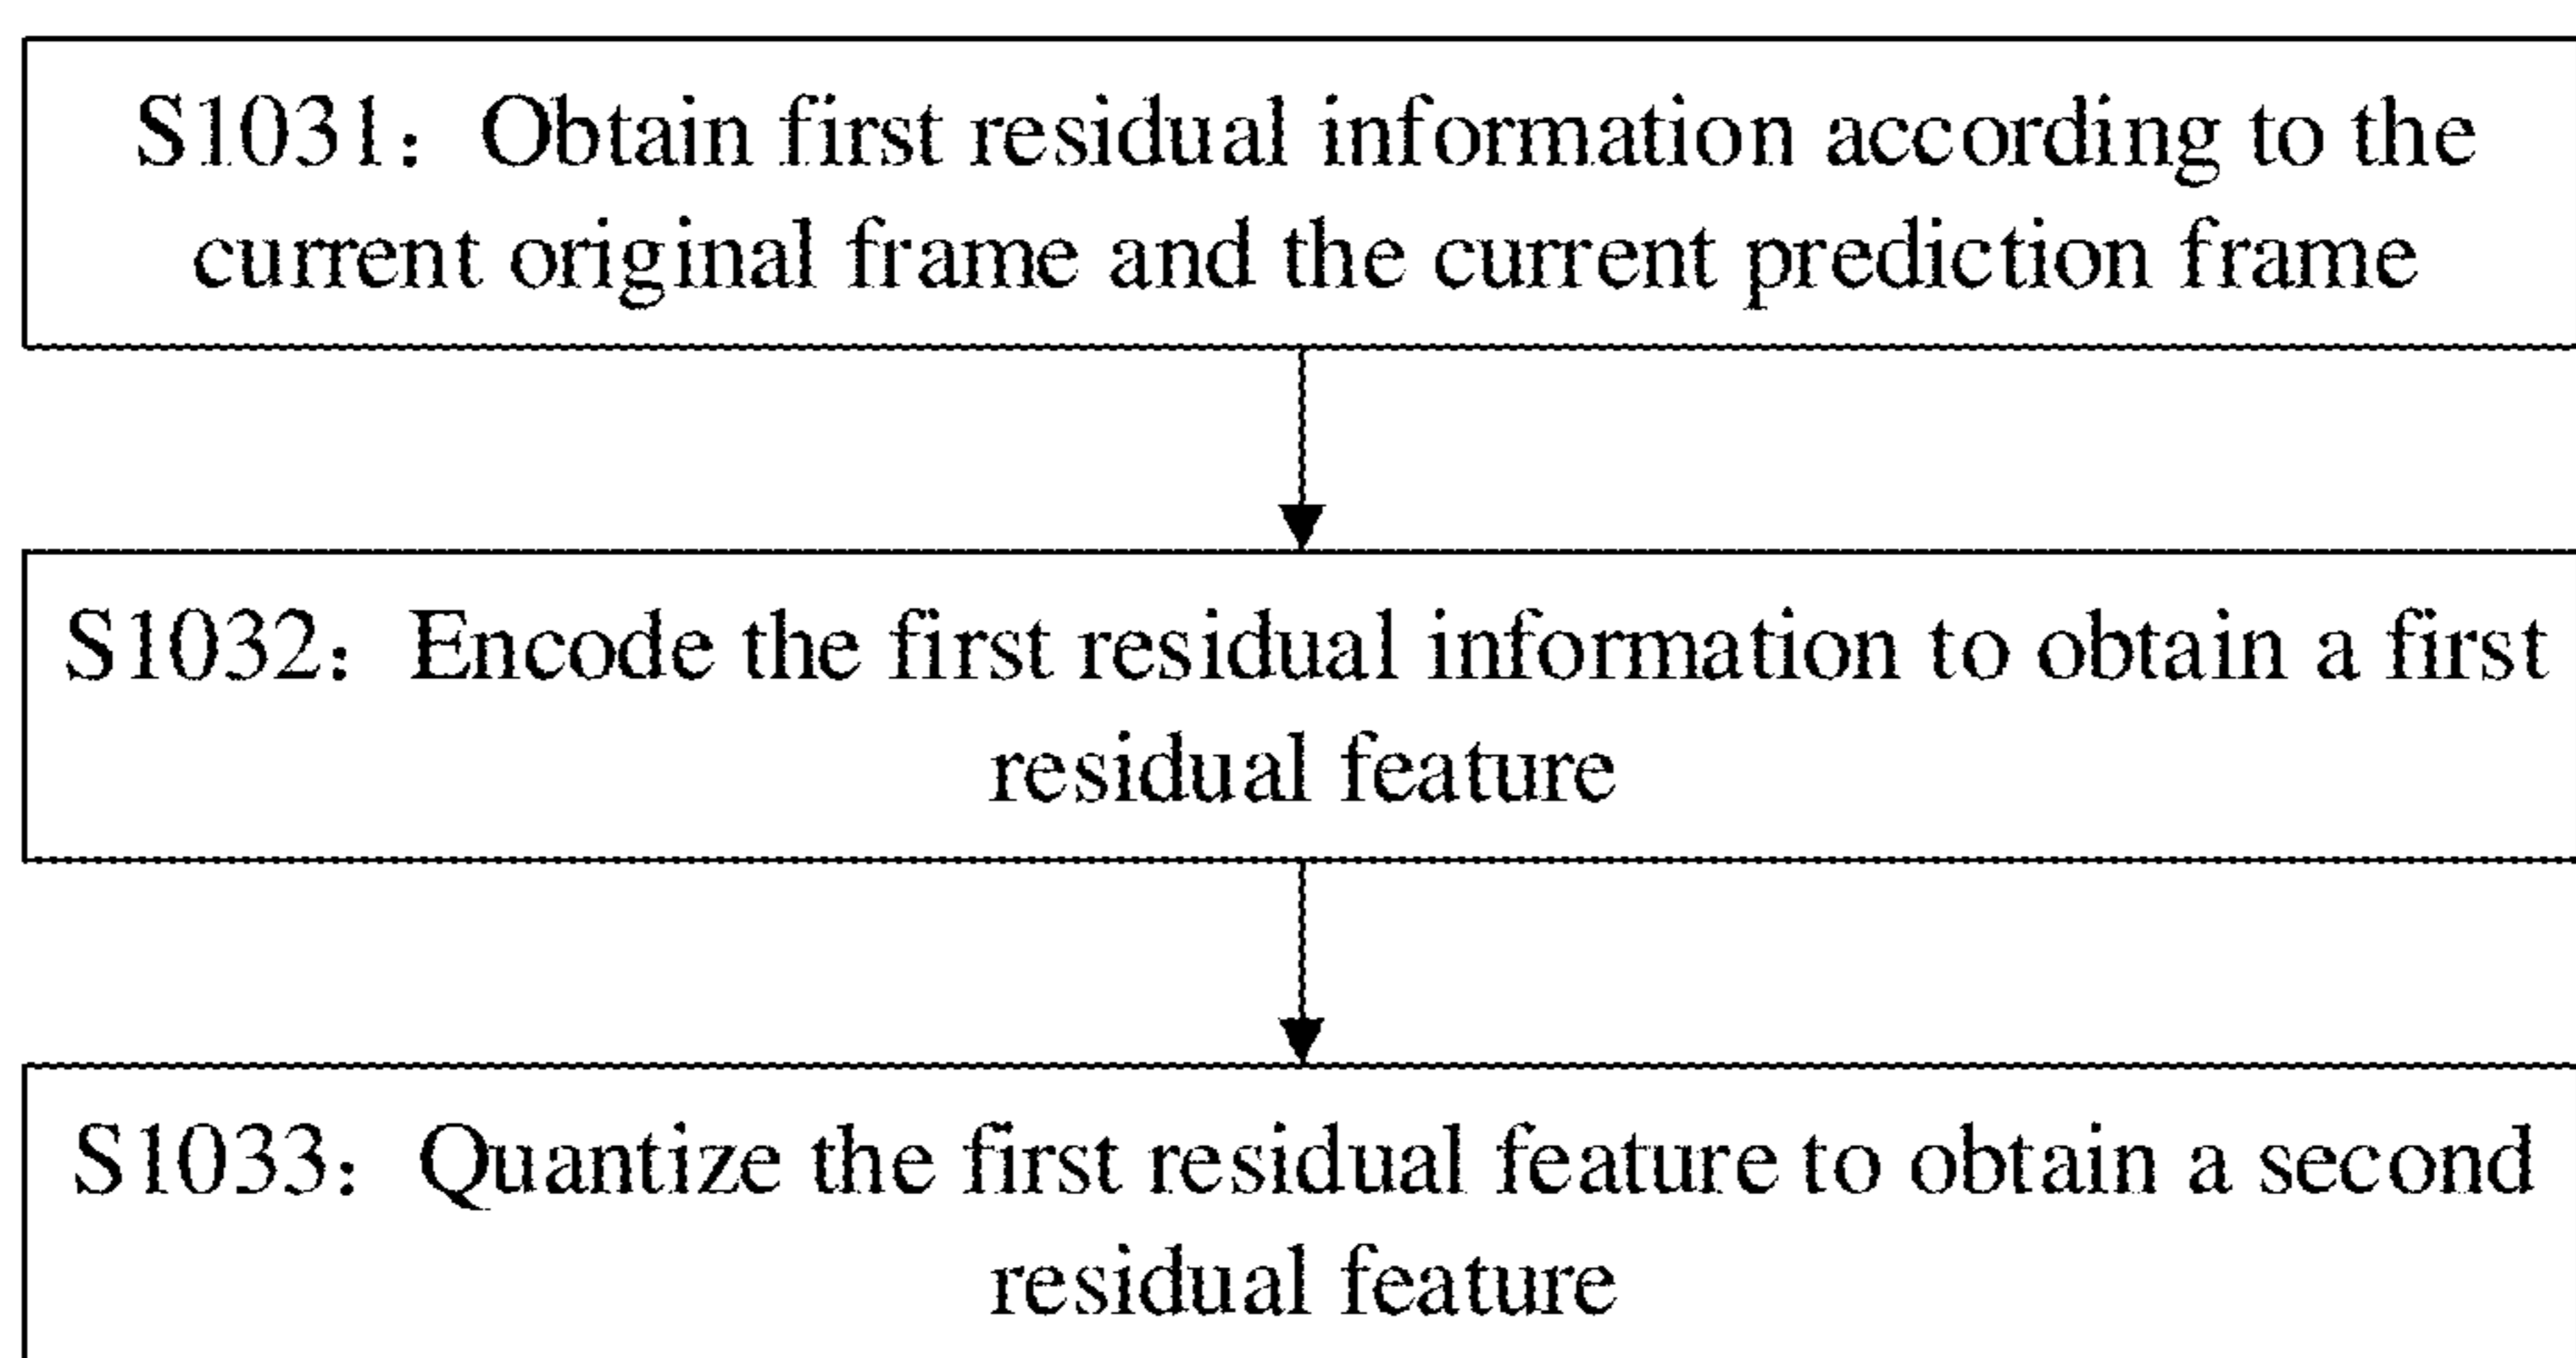 S1031: Obtain first residual information according to the
current original frame and the current prediction frame
S1032: Encode the first residual information to obtain a first
residual feature
S1033: Quantize the first residual feature to obtain a second
residual feature